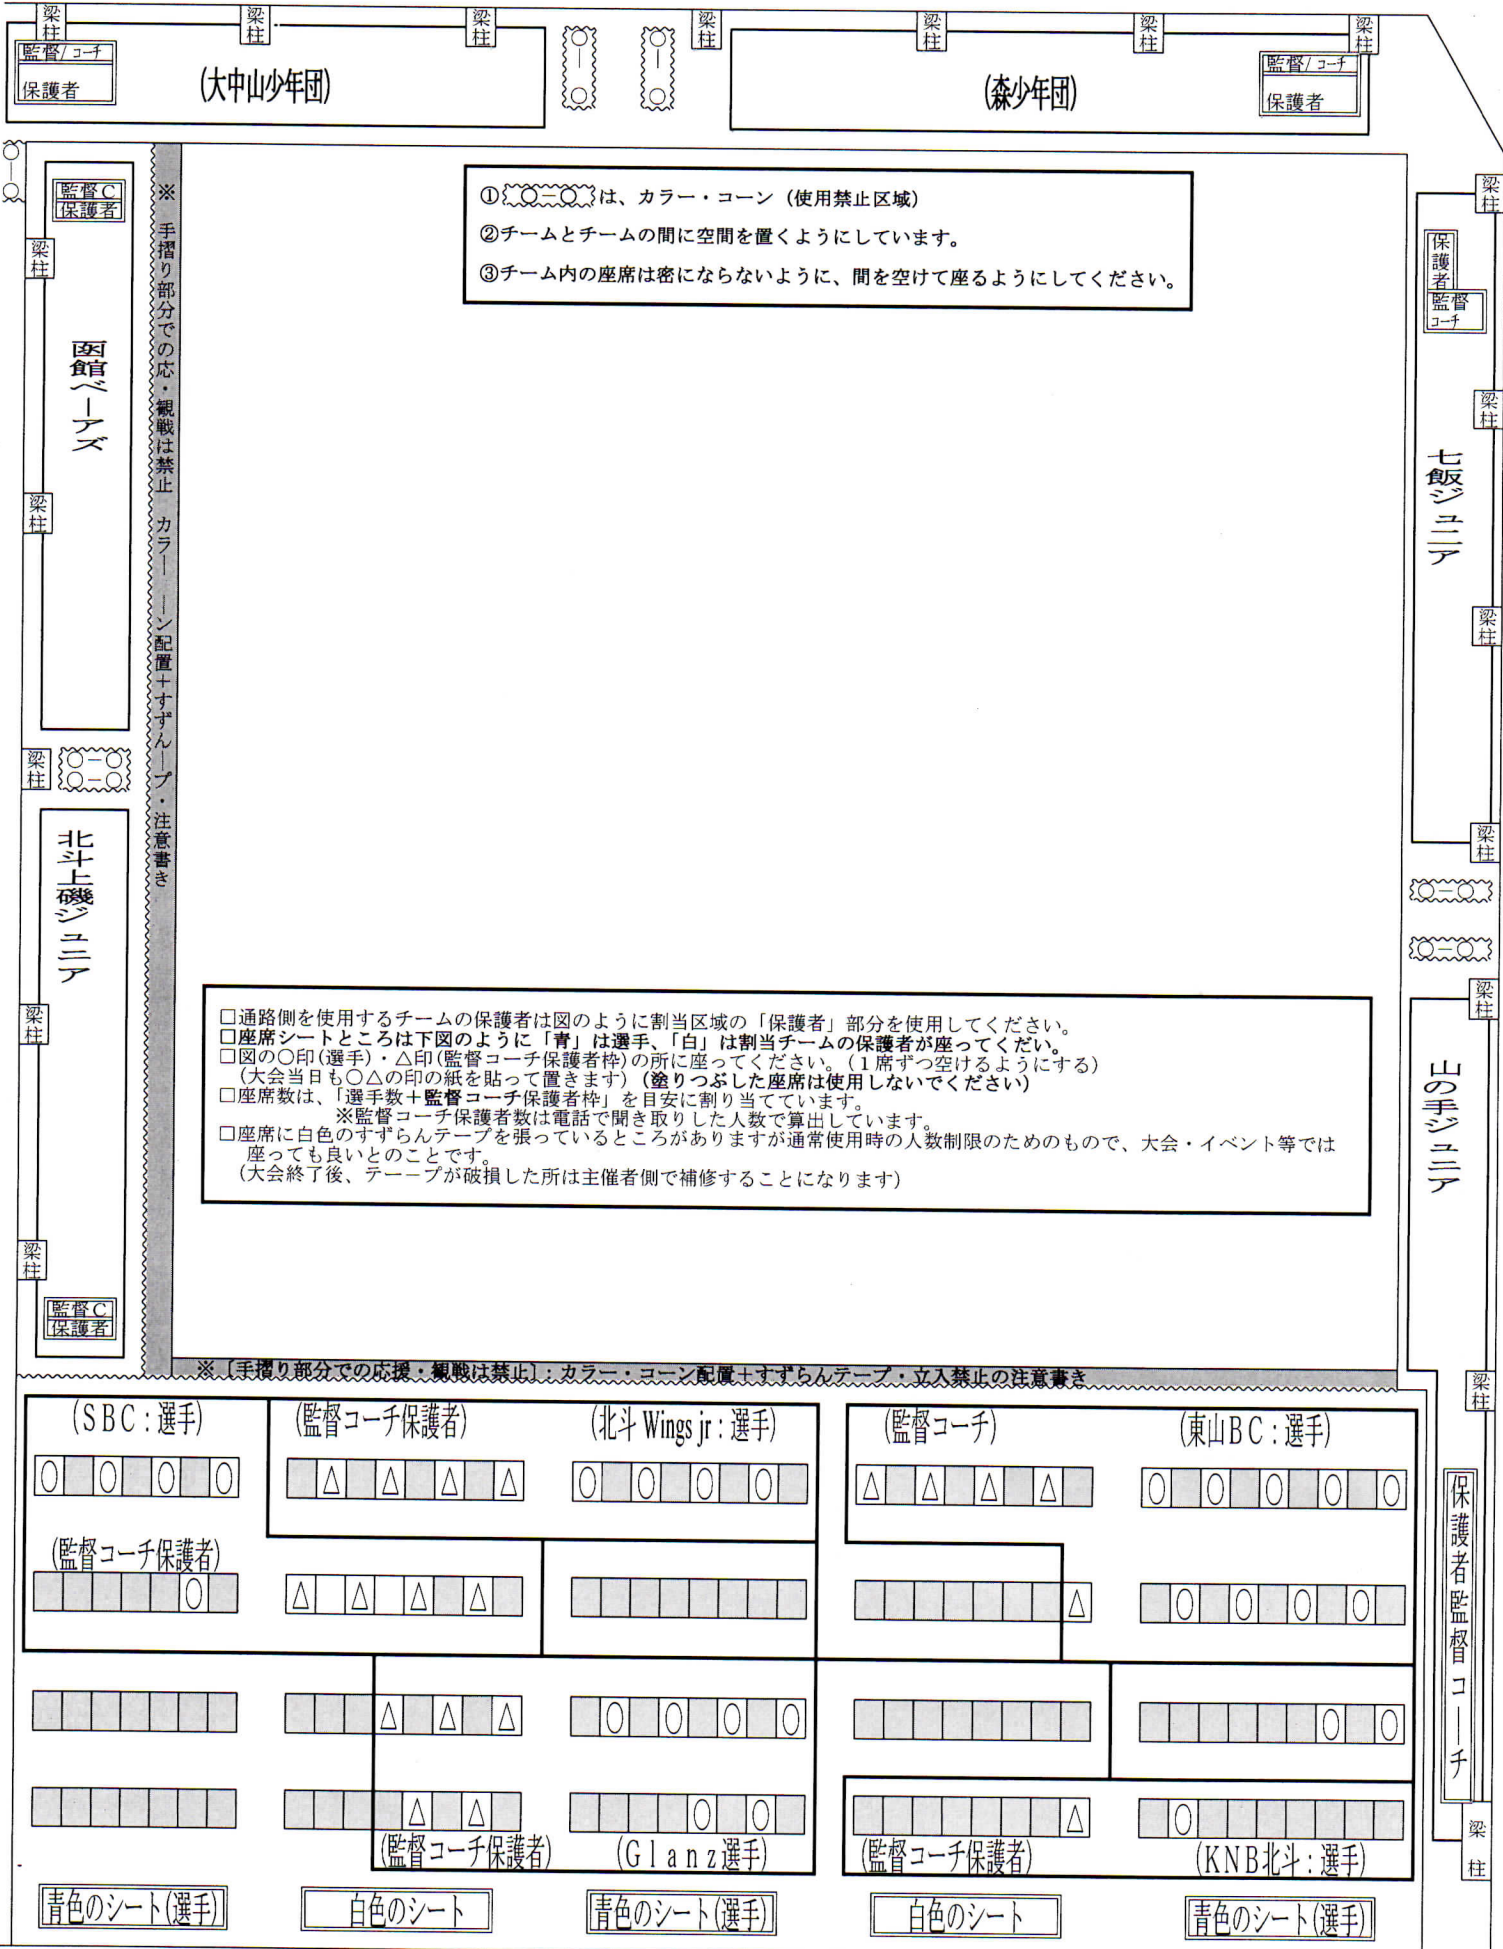 梁柱
梁柱
梁柱
梁柱
梁柱
梁柱
梁柱
監督/コーチ
保護者
(大中山少年団)
○－○
○－○
(森少年団)
監督/コーチ
保護者
○－○
監督C
保護者
梁柱
函館ベーアズ
梁柱
梁柱
○－○
○－○
北斗上磯ジュニア
梁柱
梁柱
監督C
保護者
※ 手摺り部分での応・観戦は禁止 カラー ーン配置＋すずんープ・注意書き
①○－○は、カラー・コーン（使用禁止区域）
②チームとチームの間に空間を置くようにしています。
③チーム内の座席は密にならないように、間を空けて座るようにしてください。
梁柱
保護者
監督
コーチ
梁柱
七飯ジュニア
梁柱
梁柱
○－○
○－○
梁柱
山の手ジュニア
梁柱
保護者監督コーチ
梁柱
□通路側を使用するチームの保護者は図のように割当区域の「保護者」部分を使用してください。
□座席シートところは下図のように「青」は選手、「白」は割当チームの保護者が座ってくだい。
□図の○印(選手)・△印(監督コーチ保護者枠)の所に座ってください。（1席ずつ空けるようにする）
（大会当日も○△の印の紙を貼って置きます）（塗りつぶした座席は使用しないでください）
□座席数は、「選手数＋監督コーチ保護者枠」を目安に割り当てています。
※監督コーチ保護者数は電話で聞き取りした人数で算出しています。
□座席に白色のすずらんテープを張っているところがありますが通常使用時の人数制限のためのもので、大会・イベント等では
座っても良いとのことです。
（大会終了後、テープが破損した所は主催者側で補修することになります）
※〔手摺り部分での応援・観戦は禁止〕：カラー・コーン配置＋すずらんテープ・立入禁止の注意書き
(SBC：選手)
(監督コーチ保護者)
(北斗Wings jr：選手)
(監督コーチ)
(東山BC：選手)
○ ○ ○ ○
△ △ △ △
○ ○ ○ ○
△ △ △ △
○ ○ ○ ○ ○
(監督コーチ保護者)
○
△ △ △ △
△
○ ○ ○ ○
△ △ △
○ ○ ○ ○
○ ○
△ △
○ ○
△
○
(監督コーチ保護者)
(Glanz選手)
(監督コーチ保護者)
(KNB北斗：選手)
青色のシート(選手)
白色のシート
青色のシート(選手)
白色のシート
青色のシート(選手)